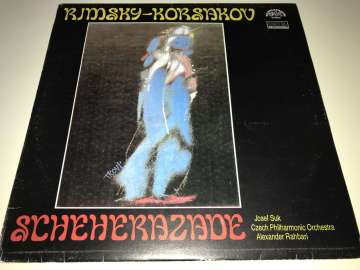 RIMSKY-KORSAKOV
SCHEHERAZADE
Josef Suk
Czech Philharmonic Orchestra
Alexander Rahbari